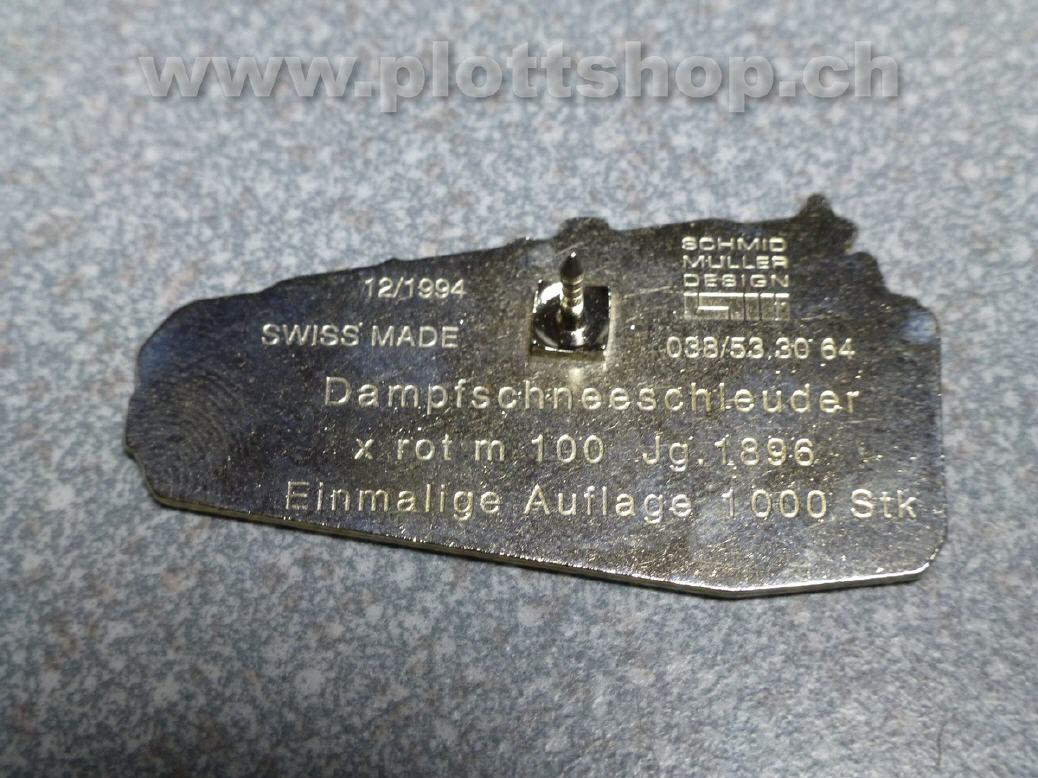 www.plottshop.ch
SCHMID
MULLER
DESIGN
12/1994
SWISS MADE
038/53.30 64
Dampfschneeschleuder
x rot m 100 Jg.1896
Einmalige Auflage 1000 Stk